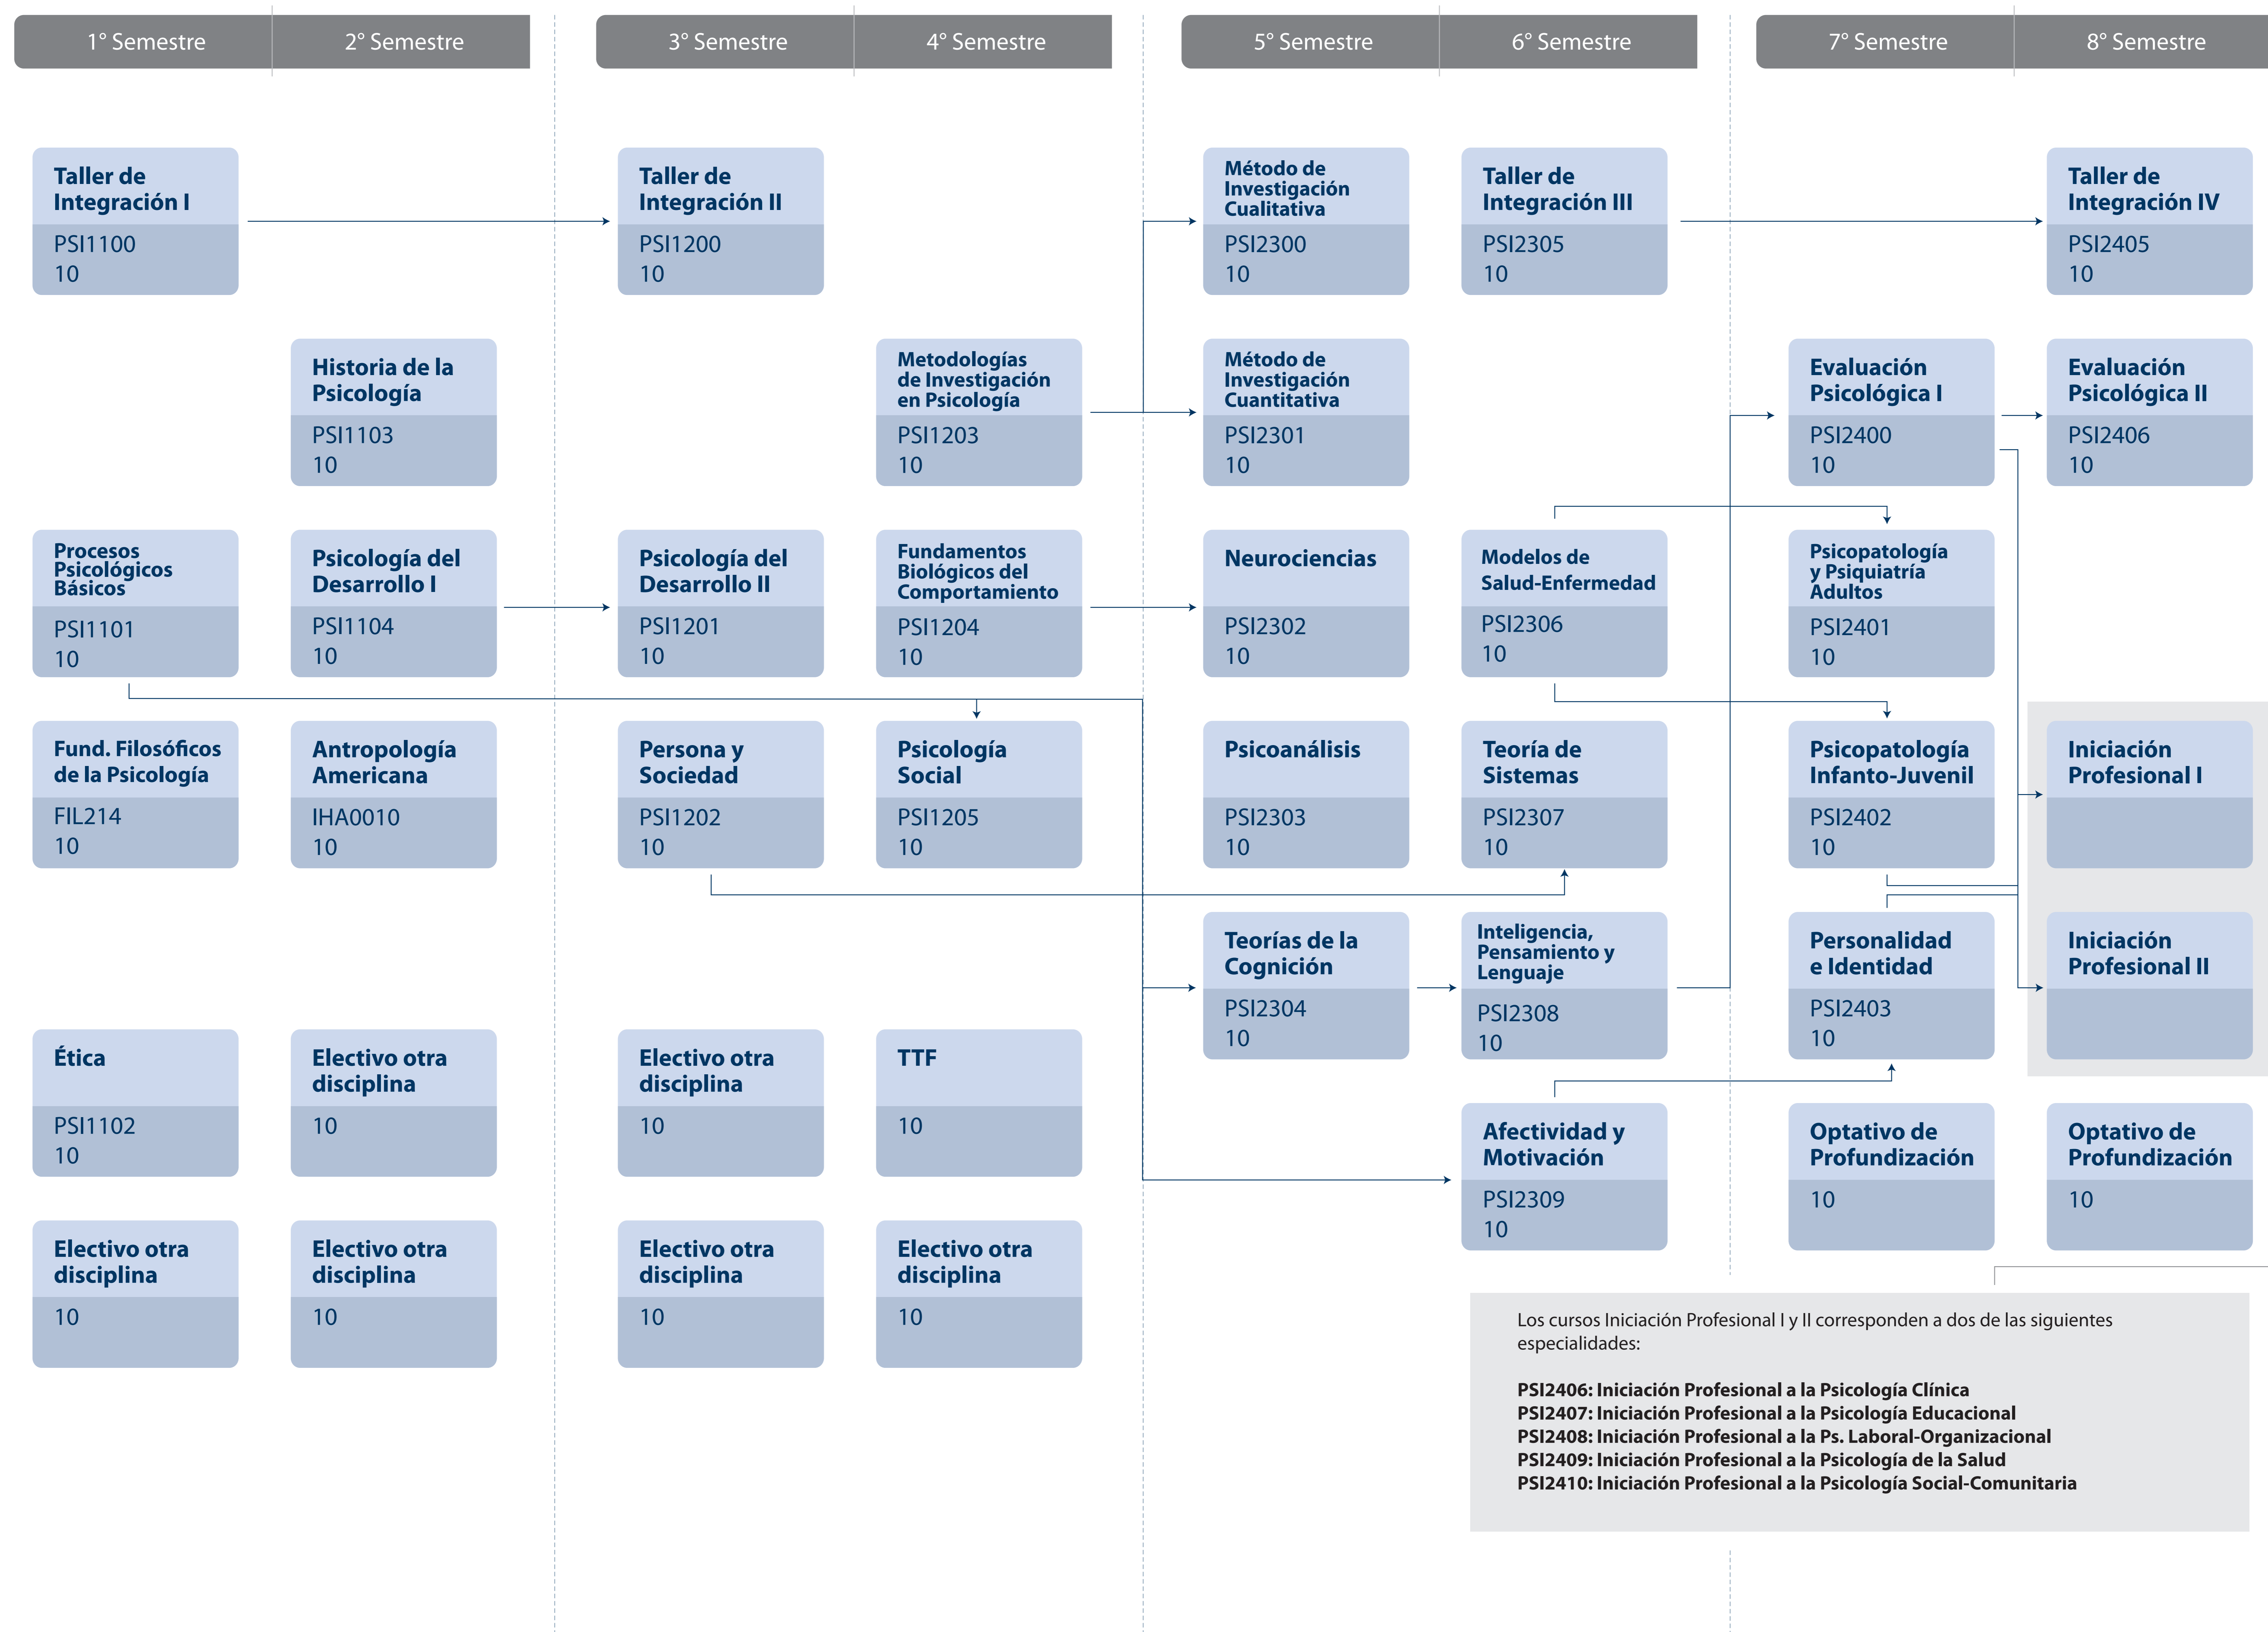 1° Semestre
2° Semestre
3° Semestre
4° Semestre
5° Semestre
6° Semestre
7° Semestre
8° Semestre
Taller de
Integración I
PSI1100
10
Taller de
Integración II
PSI1200
10
Método de
Investigación
Cualitativa
PSI2300
10
Taller de
Integración III
PSI2305
10
Taller de
Integración IV
PSI2405
10
Historia de la
Psicología
PSI1103
10
Metodologías
de Investigación
en Psicología
PSI1203
10
Método de
Investigación
Cuantitativa
PSI2301
10
Evaluación
Psicológica I
PSI2400
10
Evaluación
Psicológica II
PSI2406
10
Procesos
Psicológicos
Básicos
PSI1101
10
Psicología del
Desarrollo I
PSI1104
10
Psicología del
Desarrollo II
PSI1201
10
Fundamentos
Biológicos del
Comportamiento
PSI1204
10
Neurociencias
PSI2302
10
Modelos de
Salud-Enfermedad
PSI2306
10
Psicopatología
y Psiquiatría
Adultos
PSI2401
10
Fund. Filosóficos
de la Psicología
FIL214
10
Antropología
Americana
IHA0010
10
Persona y
Sociedad
PSI1202
10
Psicología
Social
PSI1205
10
Psicoanálisis
PSI2303
10
Teoría de
Sistemas
PSI2307
10
Psicopatología
Infanto-Juvenil
PSI2402
10
Iniciación
Profesional I
Teorías de la
Cognición
PSI2304
10
Inteligencia,
Pensamiento y
Lenguaje
PSI2308
10
Personalidad
e Identidad
PSI2403
10
Iniciación
Profesional II
Ética
PSI1102
10
Electivo otra
disciplina
10
Electivo otra
disciplina
10
TTF
10
Afectividad y
Motivación
PSI2309
10
Optativo de
Profundización
10
Optativo de
Profundización
10
Electivo otra
disciplina
10
Electivo otra
disciplina
10
Electivo otra
disciplina
10
Electivo otra
disciplina
10
Los cursos Iniciación Profesional I y II corresponden a dos de las siguientes
especialidades:
PSI2406: Iniciación Profesional a la Psicología Clínica
PSI2407: Iniciación Profesional a la Psicología Educacional
PSI2408: Iniciación Profesional a la Ps. Laboral-Organizacional
PSI2409: Iniciación Profesional a la Psicología de la Salud
PSI2410: Iniciación Profesional a la Psicología Social-Comunitaria